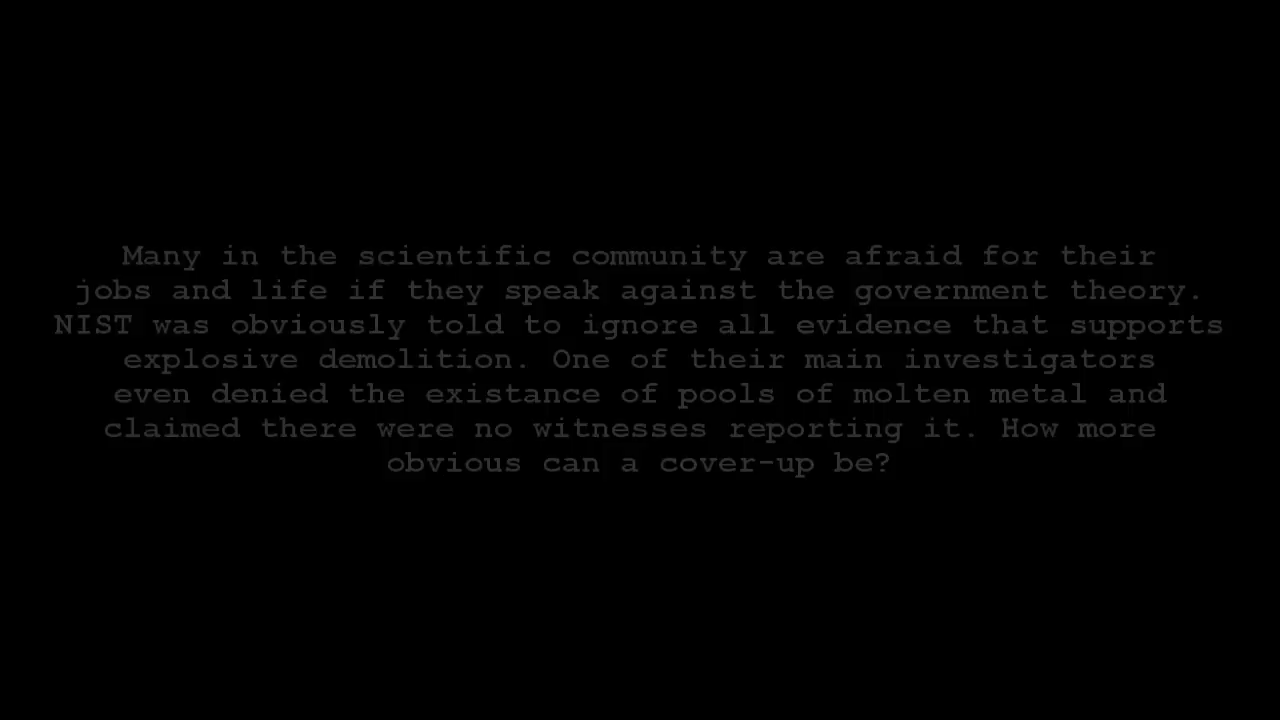 Many in the scientific community are afraid for their
jobs and life if they speak against the government theory.
NIST was obviously told to ignore all evidence that supports
explosive demolition. One of their main investigators
even denied the existance of pools of molten metal and
claimed there were no witnesses reporting it. How more
obvious can a cover-up be?